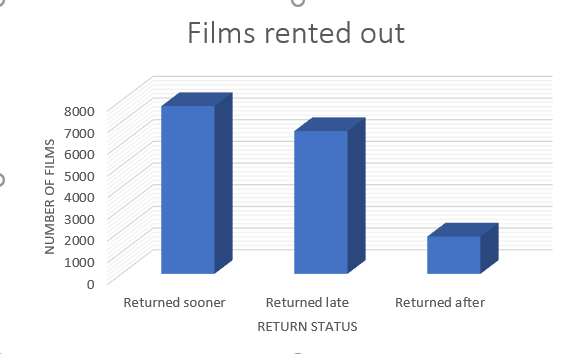 Films rented out
NUMBER OF FILMS
8000
7000
6000
5000
4000
3000
2000
1000
0
Returned sooner
Returned late
Returned after
RETURN STATUS